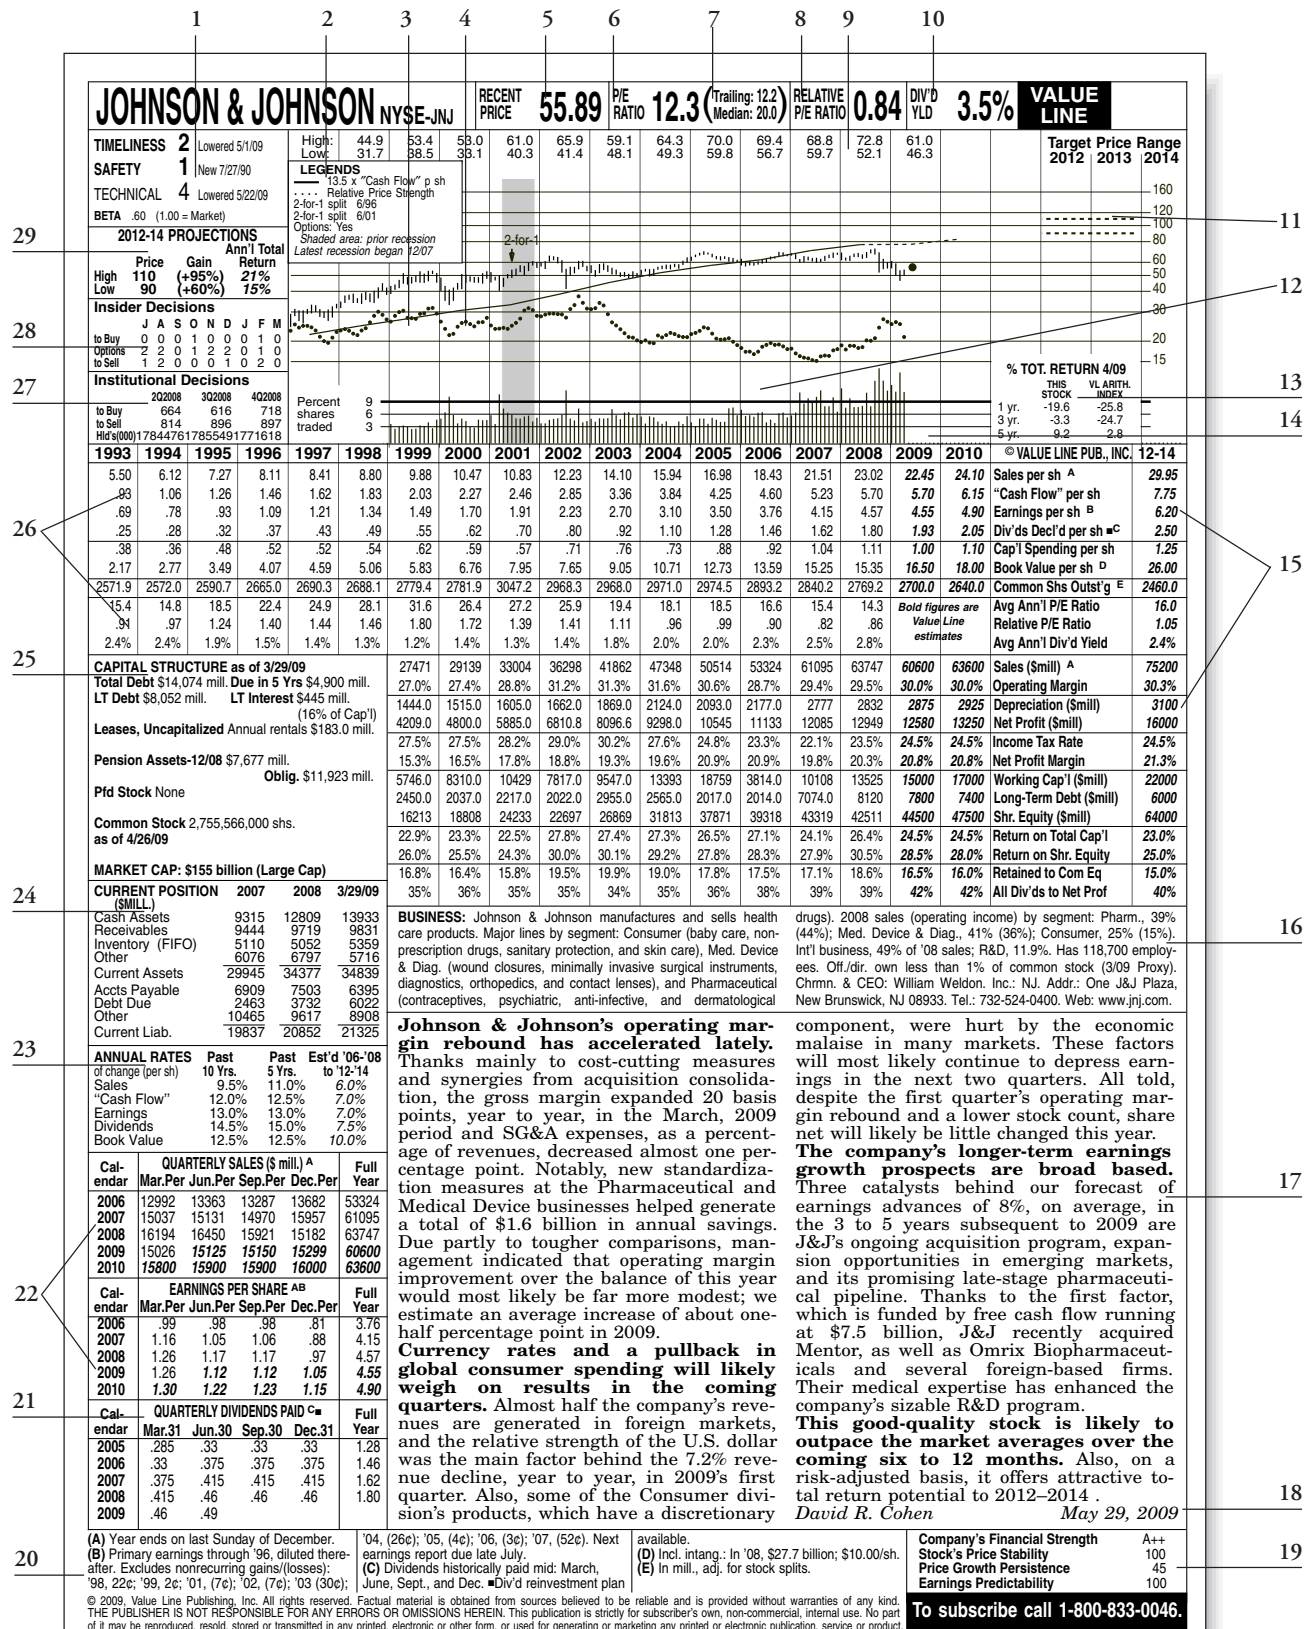 1 2 3 4 5 6 7 8 9 10
JOHNSON & JOHNSON NYSE-JNJ RECENT PRICE 55.89 P/E RATIO 12.3 (Trailing: 12.2 Median: 20.0) RELATIVE P/E RATIO 0.84 DIV'D YLD 3.5% VALUE LINE
TIMELINESS 2 Lowered 5/1/09
SAFETY 1 New 7/27/90
TECHNICAL 4 Lowered 5/22/09
BETA .60 (1.00 = Market)
High: 44.9 53.4 53.0 61.0 65.9 59.1 64.3 70.0 69.4 68.8 72.8 61.0
Low: 31.7 38.5 33.1 40.3 41.4 48.1 49.3 59.8 56.7 59.7 52.1 46.3
Target Price Range
2012 2013 2014
LEGENDS
13.5 x "Cash Flow" p sh
. . . . Relative Price Strength
2-for-1 split 6/96
2-for-1 split 6/01
Options: Yes
Shaded area: prior recession
Latest recession began 12/07
2-for-1
160
120
100
80
60
50
40
30
20
15
11
12
13
14
29
2012-14 PROJECTIONS
Ann'l Total
Price Gain Return
High 110 (+95%) 21%
Low 90 (+60%) 15%
Insider Decisions
J A S O N D J F M
to Buy 0 0 0 1 0 0 0 1 0
Options 2 2 0 1 2 2 0 1 0
to Sell 1 2 0 0 0 1 0 2 0
28
27
Institutional Decisions
2Q2008 3Q2008 4Q2008
to Buy 664 616 718
to Sell 814 896 897
Hld's(000) 1784476 1785549 1771618
Percent 9
shares 6
traded 3
% TOT. RETURN 4/09
THIS STOCK VL ARITH. INDEX
1 yr. -19.6 -25.8
3 yr. -3.3 -24.7
5 yr. 9.2 2.8
1993 1994 1995 1996 1997 1998 1999 2000 2001 2002 2003 2004 2005 2006 2007 2008 2009 2010 © VALUE LINE PUB., INC. 12-14
5.50 6.12 7.27 8.11 8.41 8.80 9.88 10.47 10.83 12.23 14.10 15.94 16.98 18.43 21.51 23.02 22.45 24.10 Sales per sh A 29.95
.93 1.06 1.26 1.46 1.62 1.83 2.03 2.27 2.46 2.85 3.36 3.84 4.25 4.60 5.23 5.70 5.70 6.15 "Cash Flow" per sh 7.75
.69 .78 .93 1.09 1.21 1.34 1.49 1.70 1.91 2.23 2.70 3.10 3.50 3.76 4.15 4.57 4.55 4.90 Earnings per sh B 6.20
.25 .28 .32 .37 .43 .49 .55 .62 .70 .80 .92 1.10 1.28 1.46 1.62 1.80 1.93 2.05 Div'ds Decl'd per sh ■C 2.50
.38 .36 .48 .52 .52 .54 .62 .59 .57 .71 .76 .73 .88 .92 1.04 1.11 1.00 1.10 Cap'l Spending per sh 1.25
2.17 2.77 3.49 4.07 4.59 5.06 5.83 6.76 7.95 7.65 9.05 10.71 12.73 13.59 15.25 15.35 16.50 18.00 Book Value per sh D 26.00
2571.9 2572.0 2590.7 2665.0 2690.3 2688.1 2779.4 2781.9 3047.2 2968.3 2968.0 2971.0 2974.5 2893.2 2840.2 2769.2 2700.0 2640.0 Common Shs Outst'g E 2460.0
15.4 14.8 18.5 22.4 24.9 28.1 31.6 26.4 27.2 25.9 19.4 18.1 18.5 16.6 15.4 14.3 Bold figures are Avg Ann'l P/E Ratio 16.0
.91 .97 1.24 1.40 1.44 1.46 1.80 1.72 1.39 1.41 1.11 .96 .99 .90 .82 .86 Value Line Relative P/E Ratio 1.05
2.4% 2.4% 1.9% 1.5% 1.4% 1.3% 1.2% 1.4% 1.3% 1.4% 1.8% 2.0% 2.0% 2.3% 2.5% 2.8% estimates Avg Ann'l Div'd Yield 2.4%
26
15
25
CAPITAL STRUCTURE as of 3/29/09
Total Debt $14,074 mill. Due in 5 Yrs $4,900 mill.
LT Debt $8,052 mill. LT Interest $445 mill.
(16% of Cap'l)
Leases, Uncapitalized Annual rentals $183.0 mill.
Pension Assets-12/08 $7,677 mill.
Oblig. $11,923 mill.
Pfd Stock None
Common Stock 2,755,566,000 shs.
as of 4/26/09
MARKET CAP: $155 billion (Large Cap)
27471 29139 33004 36298 41862 47348 50514 53324 61095 63747 60600 63600 Sales ($mill) A 75200
27.0% 27.4% 28.8% 31.2% 31.3% 31.6% 30.6% 28.7% 29.4% 29.5% 30.0% 30.0% Operating Margin 30.3%
1444.0 1515.0 1605.0 1662.0 1869.0 2124.0 2093.0 2177.0 2777 2832 2875 2925 Depreciation ($mill) 3100
4209.0 4800.0 5885.0 6810.8 8096.6 9298.0 10545 11133 12085 12949 12580 13250 Net Profit ($mill) 16000
27.5% 27.5% 28.2% 29.0% 30.2% 27.6% 24.8% 23.3% 22.1% 23.5% 24.5% 24.5% Income Tax Rate 24.5%
15.3% 16.5% 17.8% 18.8% 19.3% 19.6% 20.9% 20.9% 19.8% 20.3% 20.8% 20.8% Net Profit Margin 21.3%
5746.0 8310.0 10429 7817.0 9547.0 13393 18759 3814.0 10108 13525 15000 17000 Working Cap'l ($mill) 22000
2450.0 2037.0 2217.0 2022.0 2955.0 2565.0 2017.0 2014.0 7074.0 8120 7800 7400 Long-Term Debt ($mill) 6000
16213 18808 24233 22697 26869 31813 37871 39318 43319 42511 44500 47500 Shr. Equity ($mill) 64000
22.9% 23.3% 22.5% 27.8% 27.4% 27.3% 26.5% 27.1% 24.1% 26.4% 24.5% 24.5% Return on Total Cap'l 23.0%
26.0% 25.5% 24.3% 30.0% 30.1% 29.2% 27.8% 28.3% 27.9% 30.5% 28.5% 28.0% Return on Shr. Equity 25.0%
16.8% 16.4% 15.8% 19.5% 19.9% 19.0% 17.8% 17.5% 17.1% 18.6% 16.5% 16.0% Retained to Com Eq 15.0%
35% 36% 35% 35% 34% 35% 36% 38% 39% 39% 42% 42% All Div'ds to Net Prof 40%
24
CURRENT POSITION 2007 2008 3/29/09
($MILL.)
Cash Assets 9315 12809 13933
Receivables 9444 9719 9831
Inventory (FIFO) 5110 5052 5359
Other 6076 6797 5716
Current Assets 29945 34377 34839
Accts Payable 6909 7503 6395
Debt Due 2463 3732 6022
Other 10465 9617 8908
Current Liab. 19837 20852 21325
23
ANNUAL RATES Past Past Est'd '06-'08
of change (per sh) 10 Yrs. 5 Yrs. to '12-'14
Sales 9.5% 11.0% 6.0%
"Cash Flow" 12.0% 12.5% 7.0%
Earnings 13.0% 13.0% 7.0%
Dividends 14.5% 15.0% 7.5%
Book Value 12.5% 12.5% 10.0%
Cal-endar QUARTERLY SALES ($ mill.) A Full Year
Mar.Per Jun.Per Sep.Per Dec.Per
2006 12992 13363 13287 13682 53324
2007 15037 15131 14970 15957 61095
2008 16194 16450 15921 15182 63747
2009 15026 15125 15150 15299 60600
2010 15800 15900 15900 16000 63600
22
Cal-endar EARNINGS PER SHARE AB Full Year
Mar.Per Jun.Per Sep.Per Dec.Per
2006 .99 .98 .98 .81 3.76
2007 1.16 1.05 1.06 .88 4.15
2008 1.26 1.17 1.17 .97 4.57
2009 1.26 1.12 1.12 1.05 4.55
2010 1.30 1.22 1.23 1.15 4.90
21
Cal-endar QUARTERLY DIVIDENDS PAID C■ Full Year
Mar.31 Jun.30 Sep.30 Dec.31
2005 .285 .33 .33 .33 1.28
2006 .33 .375 .375 .375 1.46
2007 .375 .415 .415 .415 1.62
2008 .415 .46 .46 .46 1.80
2009 .46 .49
BUSINESS: Johnson & Johnson manufactures and sells health
care products. Major lines by segment: Consumer (baby care, non-
prescription drugs, sanitary protection, and skin care), Med. Device
& Diag. (wound closures, minimally invasive surgical instruments,
diagnostics, orthopedics, and contact lenses), and Pharmaceutical
(contraceptives, psychiatric, anti-infective, and dermatological
drugs). 2008 sales (operating income) by segment: Pharm., 39%
(44%); Med. Device & Diag., 41% (36%); Consumer, 25% (15%).
Int'l business, 49% of '08 sales; R&D, 11.9%. Has 118,700 employ-
ees. Off./dir. own less than 1% of common stock (3/09 Proxy).
Chrmn. & CEO: William Weldon. Inc.: NJ. Addr.: One J&J Plaza,
New Brunswick, NJ 08933. Tel.: 732-524-0400. Web: www.jnj.com.
16
Johnson & Johnson's operating mar-
gin rebound has accelerated lately.
Thanks mainly to cost-cutting measures
and synergies from acquisition consolida-
tion, the gross margin expanded 20 basis
points, year to year, in the March, 2009
period and SG&A expenses, as a percent-
age of revenues, decreased almost one per-
centage point. Notably, new standardiza-
tion measures at the Pharmaceutical and
Medical Device businesses helped generate
a total of $1.6 billion in annual savings.
Due partly to tougher comparisons, man-
agement indicated that operating margin
improvement over the balance of this year
would most likely be far more modest; we
estimate an average increase of about one-
half percentage point in 2009.
Currency rates and a pullback in
global consumer spending will likely
weigh on results in the coming
quarters. Almost half the company's reve-
nues are generated in foreign markets,
and the relative strength of the U.S. dollar
was the main factor behind the 7.2% reve-
nue decline, year to year, in 2009's first
quarter. Also, some of the Consumer divi-
sion's products, which have a discretionary
component, were hurt by the economic
malaise in many markets. These factors
will most likely continue to depress earn-
ings in the next two quarters. All told,
despite the first quarter's operating mar-
gin rebound and a lower stock count, share
net will likely be little changed this year.
The company's longer-term earnings
growth prospects are broad based.
Three catalysts behind our forecast of
earnings advances of 8%, on average, in
the 3 to 5 years subsequent to 2009 are
J&J's ongoing acquisition program, expan-
sion opportunities in emerging markets,
and its promising late-stage pharmaceuti-
cal pipeline. Thanks to the first factor,
which is funded by free cash flow running
at $7.5 billion, J&J recently acquired
Mentor, as well as Omrix Biopharmaceut-
icals and several foreign-based firms.
Their medical expertise has enhanced the
company's sizable R&D program.
This good-quality stock is likely to
outpace the market averages over the
coming six to 12 months. Also, on a
risk-adjusted basis, it offers attractive to-
tal return potential to 2012–2014 .
David R. Cohen May 29, 2009
17
18
19
20
(A) Year ends on last Sunday of December.
(B) Primary earnings through '96, diluted there-
after. Excludes nonrecurring gains/(losses):
'98, 22¢; '99, 2¢; '01, (7¢); '02, (7¢); '03 (30¢);
'04, (26¢); '05, (4¢); '06, (3¢); '07, (52¢). Next
earnings report due late July.
(C) Dividends historically paid mid: March,
June, Sept., and Dec. ■Div'd reinvestment plan
available.
(D) Incl. intang.: In '08, $27.7 billion; $10.00/sh.
(E) In mill., adj. for stock splits.
Company's Financial Strength A++
Stock's Price Stability 100
Price Growth Persistence 45
Earnings Predictability 100
© 2009, Value Line Publishing, Inc. All rights reserved. Factual material is obtained from sources believed to be reliable and is provided without warranties of any kind.
THE PUBLISHER IS NOT RESPONSIBLE FOR ANY ERRORS OR OMISSIONS HEREIN. This publication is strictly for subscriber's own, non-commercial, internal use. No part
of it may be reproduced, resold, stored or transmitted in any printed, electronic or other form, or used for generating or marketing any printed or electronic publication, service or product.
To subscribe call 1-800-833-0046.